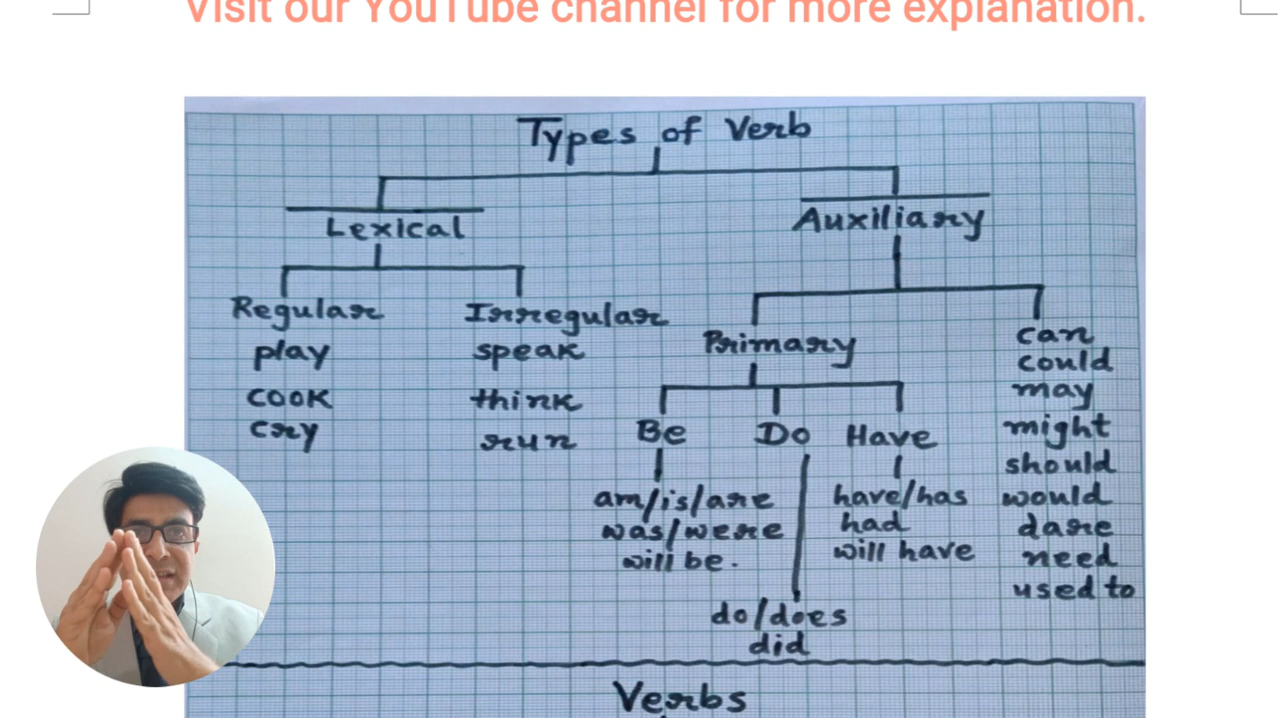 Visit our YouTube channel for more explanation.
Types of Verb
Lexical
Auxiliary
Regular
play
cook
cry
Irregular
speak
think
run
Primary
Be
am/is/are
was/were
will be.
Do
do/does
did
Have
have/has
had
will have
can
could
may
might
should
would
dare
need
used to
Verbs